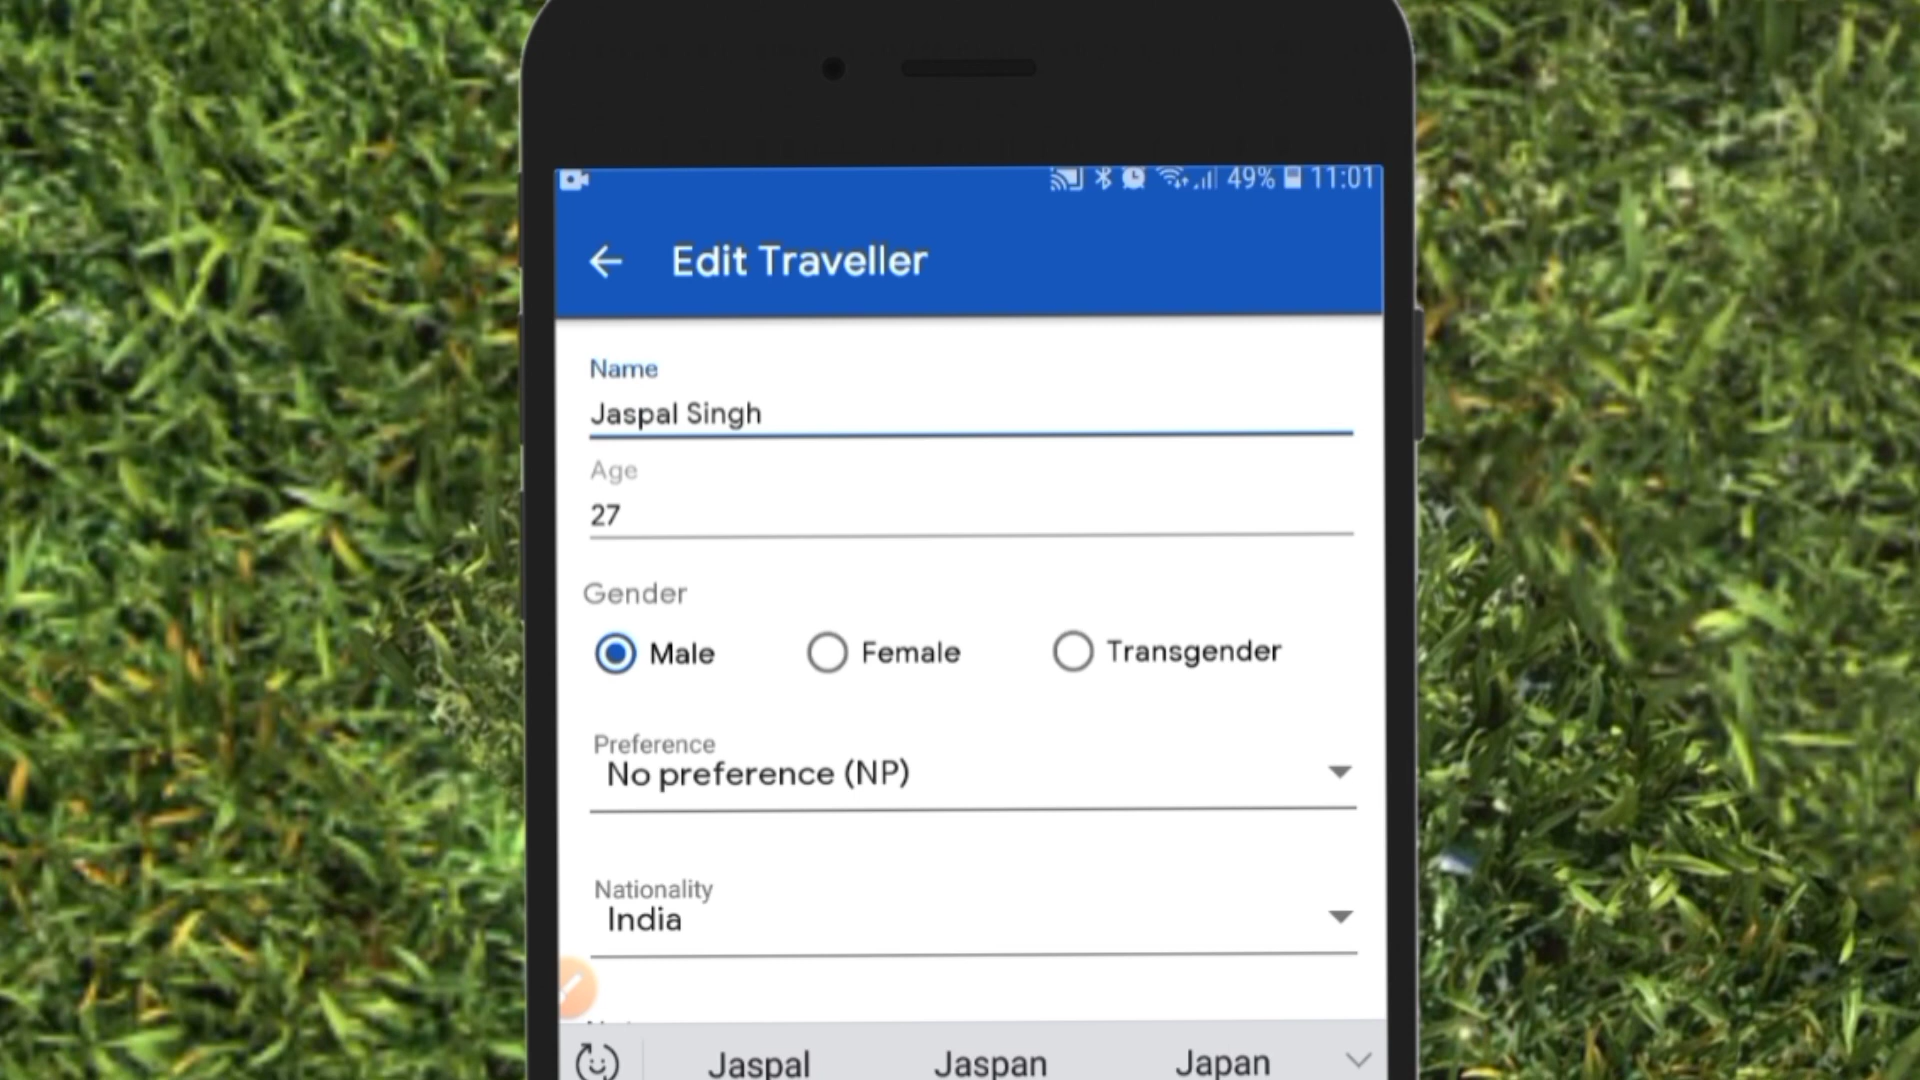 49% 11:01
Edit Traveller
Name
Jaspal Singh
Age
27
Gender
Male Female Transgender
Preference
No preference (NP)
Nationality
India
Jaspal Jaspan Japan